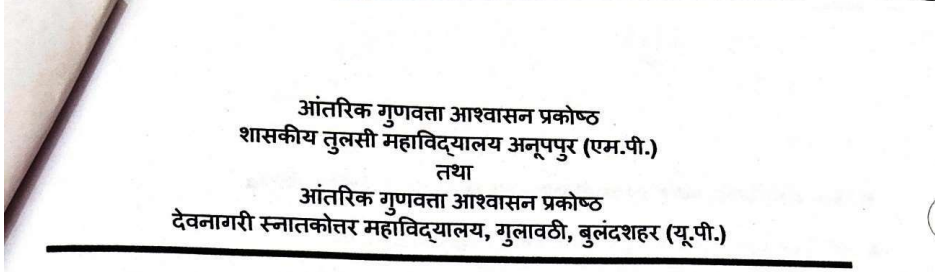 आंतरिक गुणवत्ता आश्वासन प्रकोष्ठ
शासकीय तुलसी महाविद्यालय अनूपपुर (एम.पी.)
तथा
आंतरिक गुणवत्ता आश्वासन प्रकोष्ठ
देवनागरी स्नातकोत्तर महाविद्यालय, गुलावठी, बुलंदशहर (यू.पी.)